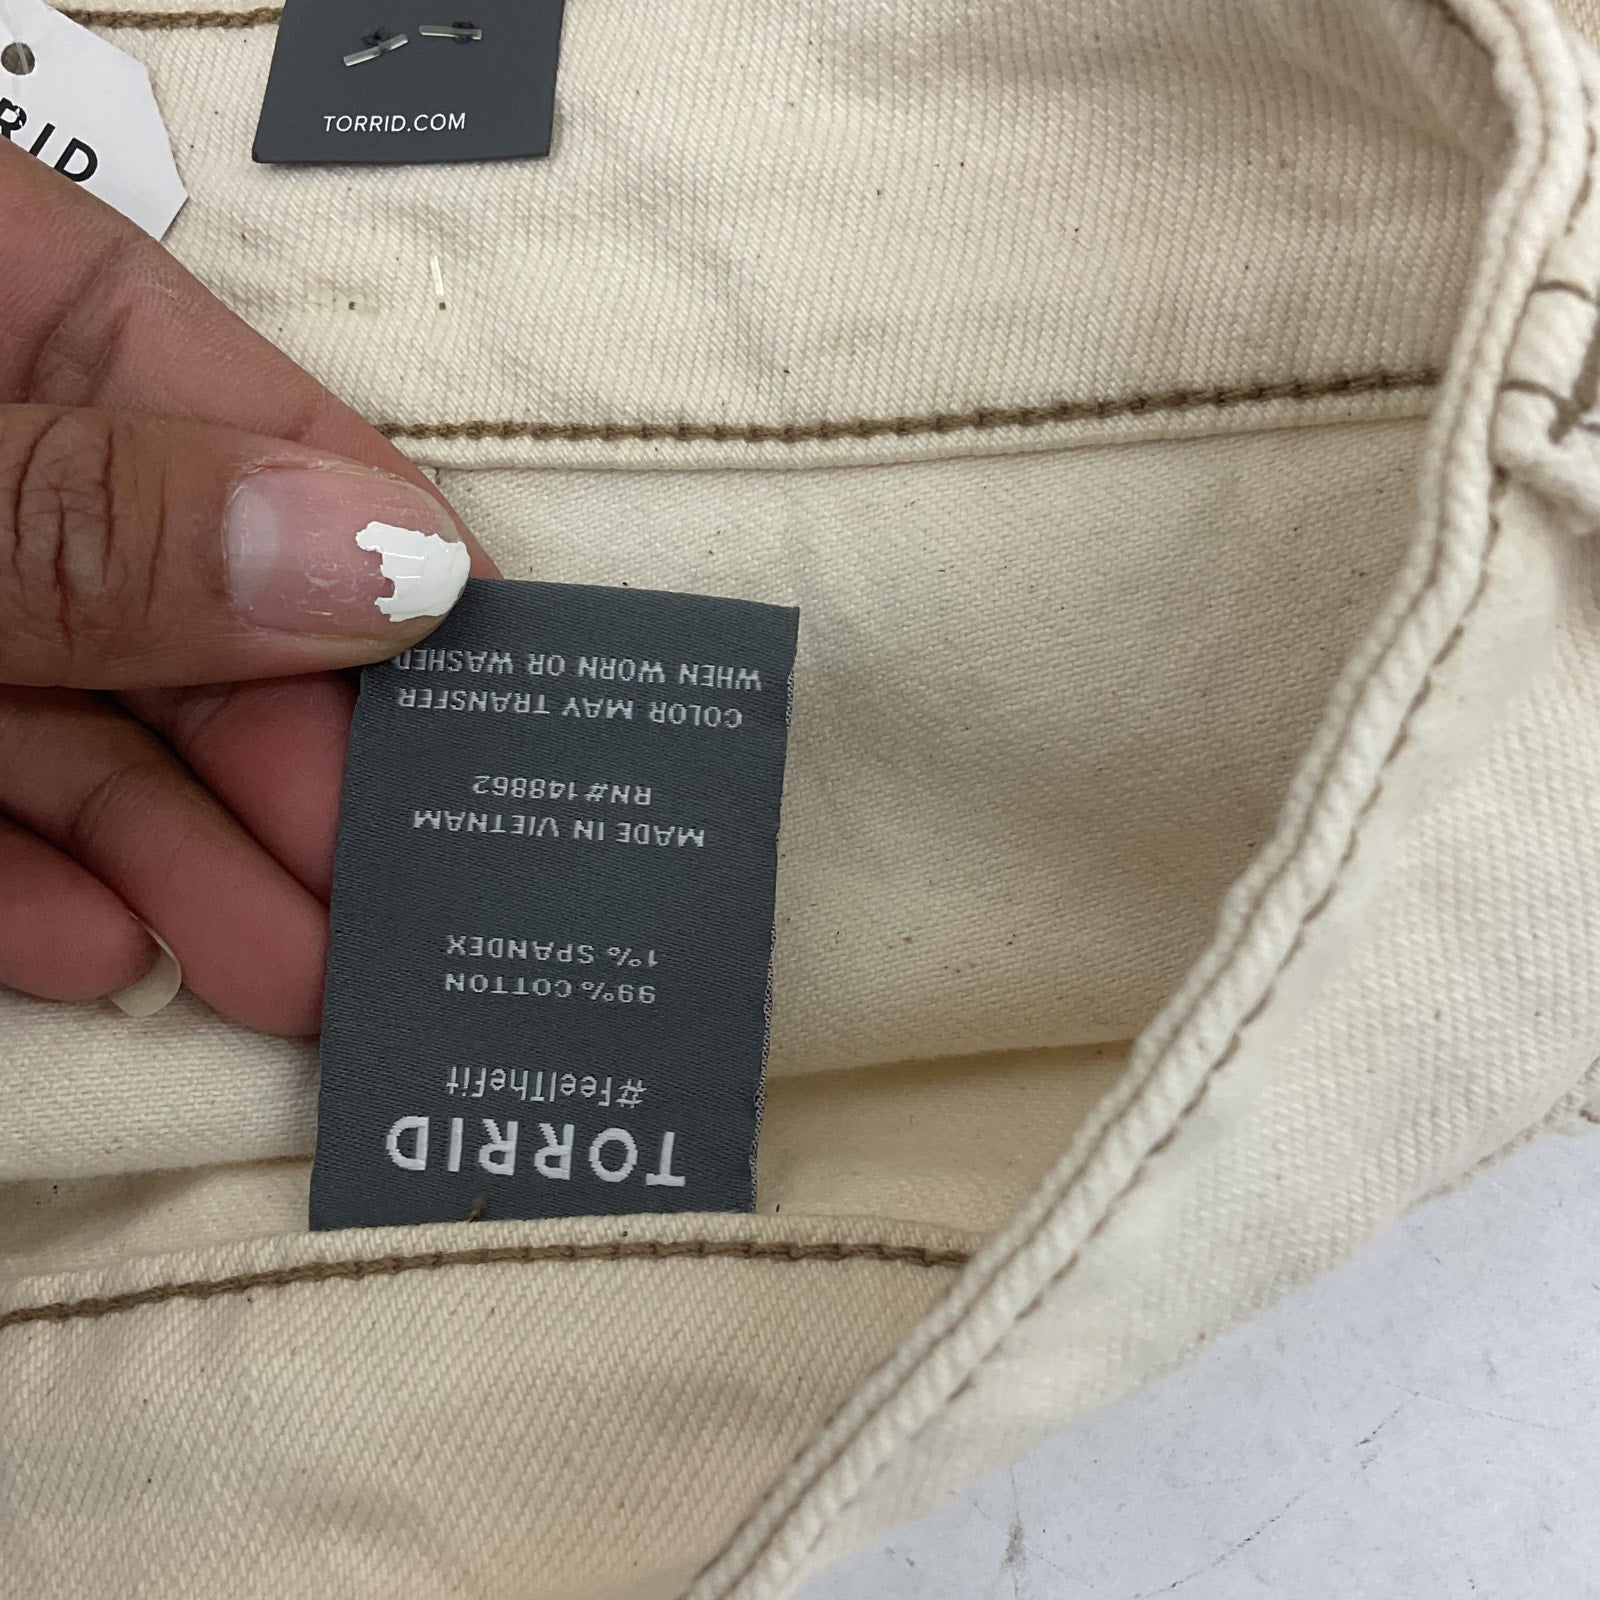 TORRID.COM
RID
TORRID
#feelTheFit
99% COTTON
1% SPANDEX
MADE IN VIETNAM
RN# 148862
COLOR MAY TRANSFER
WHEN WORN OR WASHED